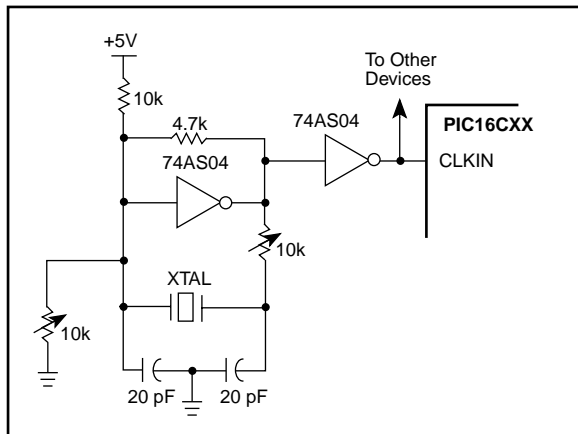 +5V
To Other
Devices
10k
4.7k
74AS04
PIC16CXX
74AS04
CLKIN
10k
XTAL
10k
20 pF
20 pF